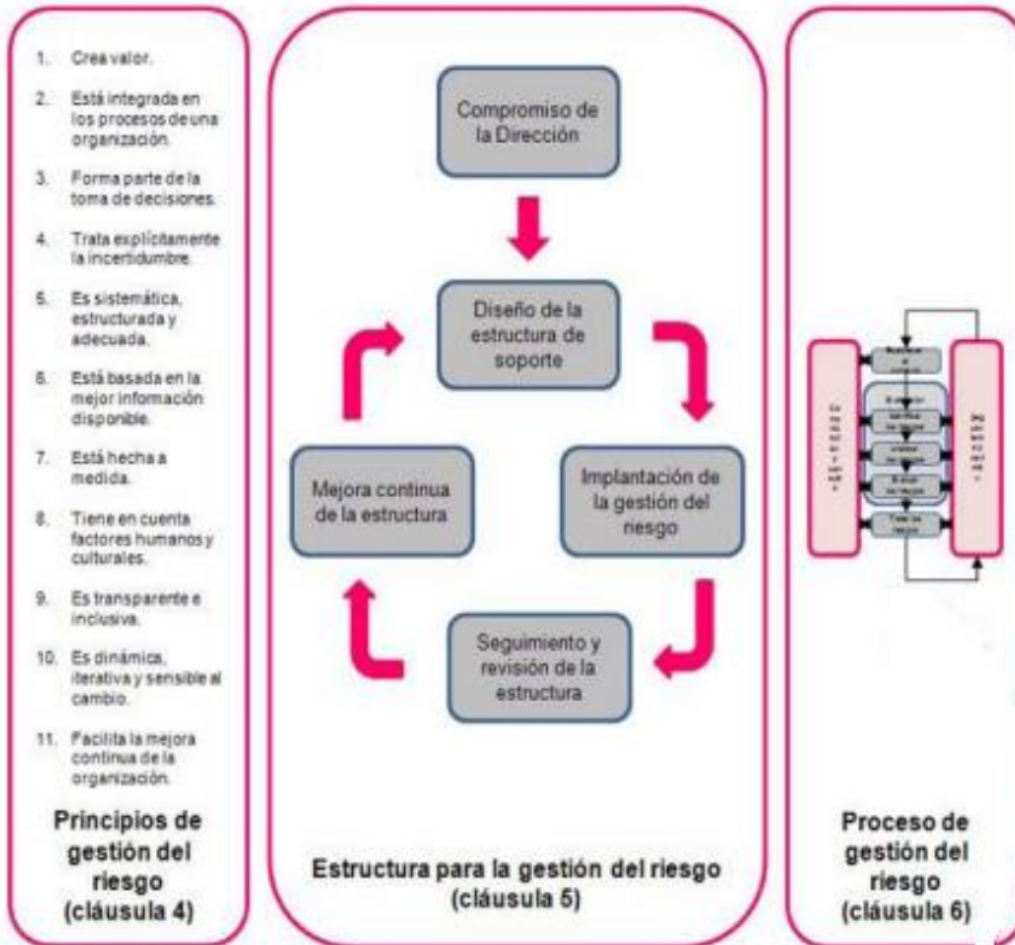 1. Crea valor.
2. Está integrada en
los procesos de una
organización.
3. Forma parte de la
toma de decisiones.
4. Trata explícitamente
la incertidumbre.
5. Es sistemática,
estructurada y
adecuada.
6. Está basada en la
mejor información
disponible.
7. Está hecha a
medida.
8. Tiene en cuenta
factores humanos y
culturales.
9. Es transparente e
inclusiva.
10. Es dinámica,
iterativa y sensible al
cambio.
11. Facilita la mejora
continua de la
organización.
Principios de
gestión del
riesgo
(cláusula 4)
Compromiso de
la Dirección
Diseño de la
estructura de
soporte
Mejora continua
de la estructura
Implantación de
la gestión del
riesgo
Seguimiento y
revisión de la
estructura
Estructura para la gestión del riesgo
(cláusula 5)
Proceso de
gestión del
riesgo
(cláusula 6)